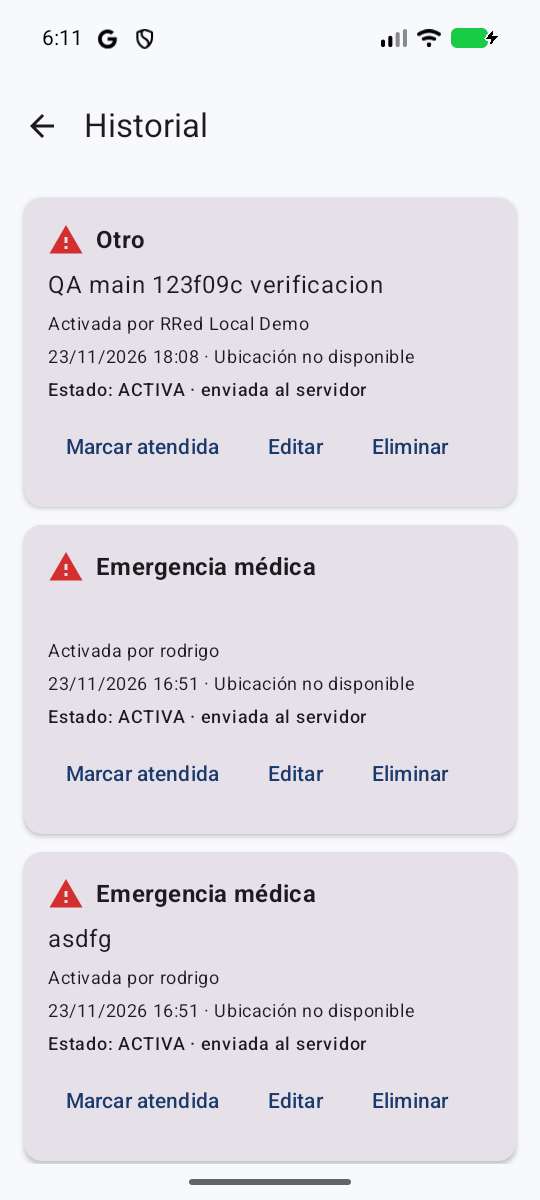 6:11
Historial
Otro
QA main 123f09c verificacion
Activada por RRed Local Demo
23/11/2026 18:08 · Ubicación no disponible
Estado: ACTIVA · enviada al servidor
Marcar atendida Editar Eliminar
Emergencia médica
Activada por rodrigo
23/11/2026 16:51 · Ubicación no disponible
Estado: ACTIVA · enviada al servidor
Marcar atendida Editar Eliminar
Emergencia médica
asdfg
Activada por rodrigo
23/11/2026 16:51 · Ubicación no disponible
Estado: ACTIVA · enviada al servidor
Marcar atendida Editar Eliminar